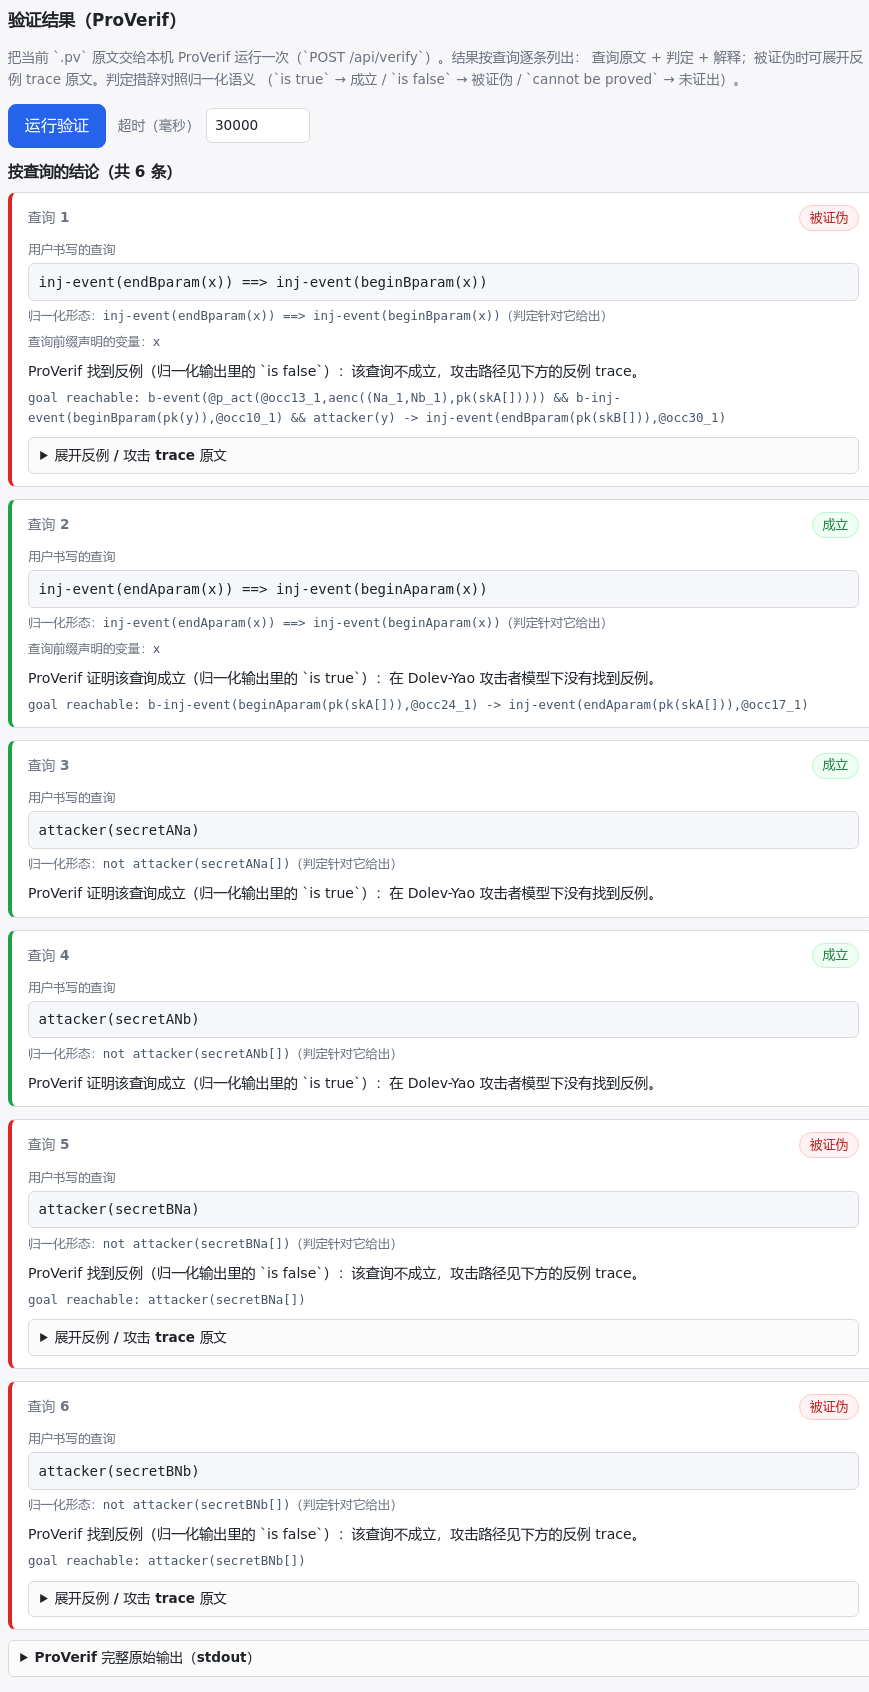 验证结果（ProVerif）
把当前 `.pv` 原文交给本机 ProVerif 运行一次（`POST /api/verify`）。结果按查询逐条列出： 查询原文 + 判定 + 解释；被证伪时可展开反
例 trace 原文。判定措辞对照归一化语义 （`is true` → 成立 / `is false` → 被证伪 / `cannot be proved` → 未证出）。
运行验证 超时（毫秒） 30000
按查询的结论（共 6 条）
查询 1 被证伪
用户书写的查询
inj-event(endBparam(x)) ==> inj-event(beginBparam(x))
归一化形态：inj-event(endBparam(x)) ==> inj-event(beginBparam(x))（判定针对它给出）
查询前缀声明的变量：x
ProVerif 找到反例（归一化输出里的 `is false`）：该查询不成立，攻击路径见下方的反例 trace。
goal reachable: b-event(@p_act(@occ13_1,aenc((Na_1,Nb_1),pk(skA[])))) && b-inj-
event(beginBparam(pk(y)),@occ10_1) && attacker(y) -> inj-event(endBparam(pk(skB[])),@occ30_1)
▶ 展开反例 / 攻击 trace 原文
查询 2 成立
用户书写的查询
inj-event(endAparam(x)) ==> inj-event(beginAparam(x))
归一化形态：inj-event(endAparam(x)) ==> inj-event(beginAparam(x))（判定针对它给出）
查询前缀声明的变量：x
ProVerif 证明该查询成立（归一化输出里的 `is true`）：在 Dolev-Yao 攻击者模型下没有找到反例。
goal reachable: b-inj-event(beginAparam(pk(skA[])),@occ24_1) -> inj-event(endAparam(pk(skA[])),@occ17_1)
查询 3 成立
用户书写的查询
attacker(secretANa)
归一化形态：not attacker(secretANa[])（判定针对它给出）
ProVerif 证明该查询成立（归一化输出里的 `is true`）：在 Dolev-Yao 攻击者模型下没有找到反例。
查询 4 成立
用户书写的查询
attacker(secretANb)
归一化形态：not attacker(secretANb[])（判定针对它给出）
ProVerif 证明该查询成立（归一化输出里的 `is true`）：在 Dolev-Yao 攻击者模型下没有找到反例。
查询 5 被证伪
用户书写的查询
attacker(secretBNa)
归一化形态：not attacker(secretBNa[])（判定针对它给出）
ProVerif 找到反例（归一化输出里的 `is false`）：该查询不成立，攻击路径见下方的反例 trace。
goal reachable: attacker(secretBNa[])
▶ 展开反例 / 攻击 trace 原文
查询 6 被证伪
用户书写的查询
attacker(secretBNb)
归一化形态：not attacker(secretBNb[])（判定针对它给出）
ProVerif 找到反例（归一化输出里的 `is false`）：该查询不成立，攻击路径见下方的反例 trace。
goal reachable: attacker(secretBNb[])
▶ 展开反例 / 攻击 trace 原文
▶ ProVerif 完整原始输出（stdout）